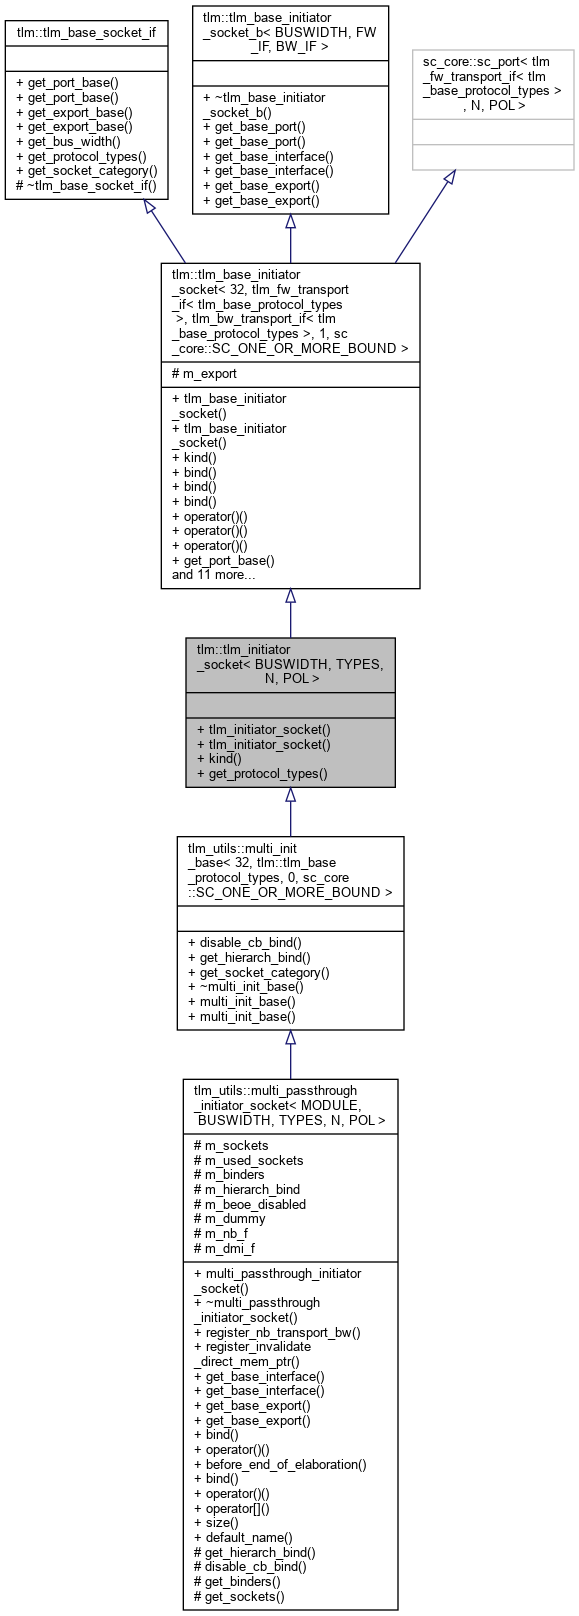 tlm::tlm_base_socket_if
+ get_port_base()
+ get_port_base()
+ get_export_base()
+ get_export_base()
+ get_bus_width()
+ get_protocol_types()
+ get_socket_category()
# ~tlm_base_socket_if()
tlm::tlm_base_initiator
_socket_b< BUSWIDTH, FW
_IF, BW_IF >
+ ~tlm_base_initiator
_socket_b()
+ get_base_port()
+ get_base_port()
+ get_base_interface()
+ get_base_interface()
+ get_base_export()
+ get_base_export()
sc_core::sc_port< tlm
_fw_transport_if< tlm
_base_protocol_types >
, N, POL >
tlm::tlm_base_initiator
_socket< 32, tlm_fw_transport
_if< tlm_base_protocol_types
>, tlm_bw_transport_if< tlm
_base_protocol_types >, 1, sc
_core::SC_ONE_OR_MORE_BOUND >
# m_export
+ tlm_base_initiator
_socket()
+ tlm_base_initiator
_socket()
+ kind()
+ bind()
+ bind()
+ bind()
+ operator()()
+ operator()()
+ operator()()
+ get_port_base()
and 11 more...
tlm::tlm_initiator
_socket< BUSWIDTH, TYPES,
N, POL >
+ tlm_initiator_socket()
+ tlm_initiator_socket()
+ kind()
+ get_protocol_types()
tlm_utils::multi_init
_base< 32, tlm::tlm_base
_protocol_types, 0, sc_core
::SC_ONE_OR_MORE_BOUND >
+ disable_cb_bind()
+ get_hierarch_bind()
+ get_socket_category()
+ ~multi_init_base()
+ multi_init_base()
+ multi_init_base()
tlm_utils::multi_passthrough
_initiator_socket< MODULE,
BUSWIDTH, TYPES, N, POL >
# m_sockets
# m_used_sockets
# m_binders
# m_hierarch_bind
# m_beoe_disabled
# m_dummy
# m_nb_f
# m_dmi_f
+ multi_passthrough_initiator
_socket()
+ ~multi_passthrough
_initiator_socket()
+ register_nb_transport_bw()
+ register_invalidate
_direct_mem_ptr()
+ get_base_interface()
+ get_base_interface()
+ get_base_export()
+ get_base_export()
+ bind()
+ operator()()
+ before_end_of_elaboration()
+ bind()
+ operator()()
+ operator[]()
+ size()
+ default_name()
# get_hierarch_bind()
# disable_cb_bind()
# get_binders()
# get_sockets()